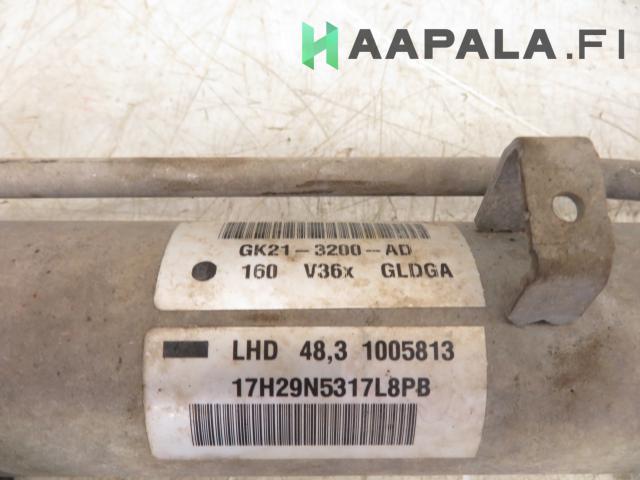 HAAPALA.FI
GK21-3200-AD
160 V36x GLDGA
LHD 48,3 1005813
17H29N5317L8PB